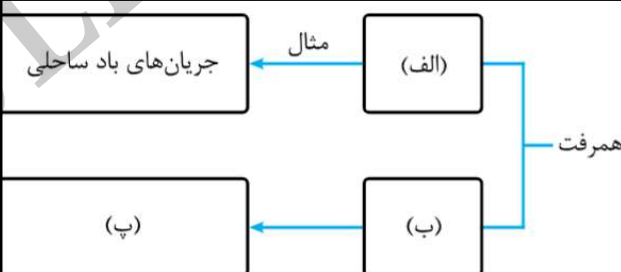 (الف)
مثال
جریان‌های باد ساحلی
همرفت
(ب)
(پ)